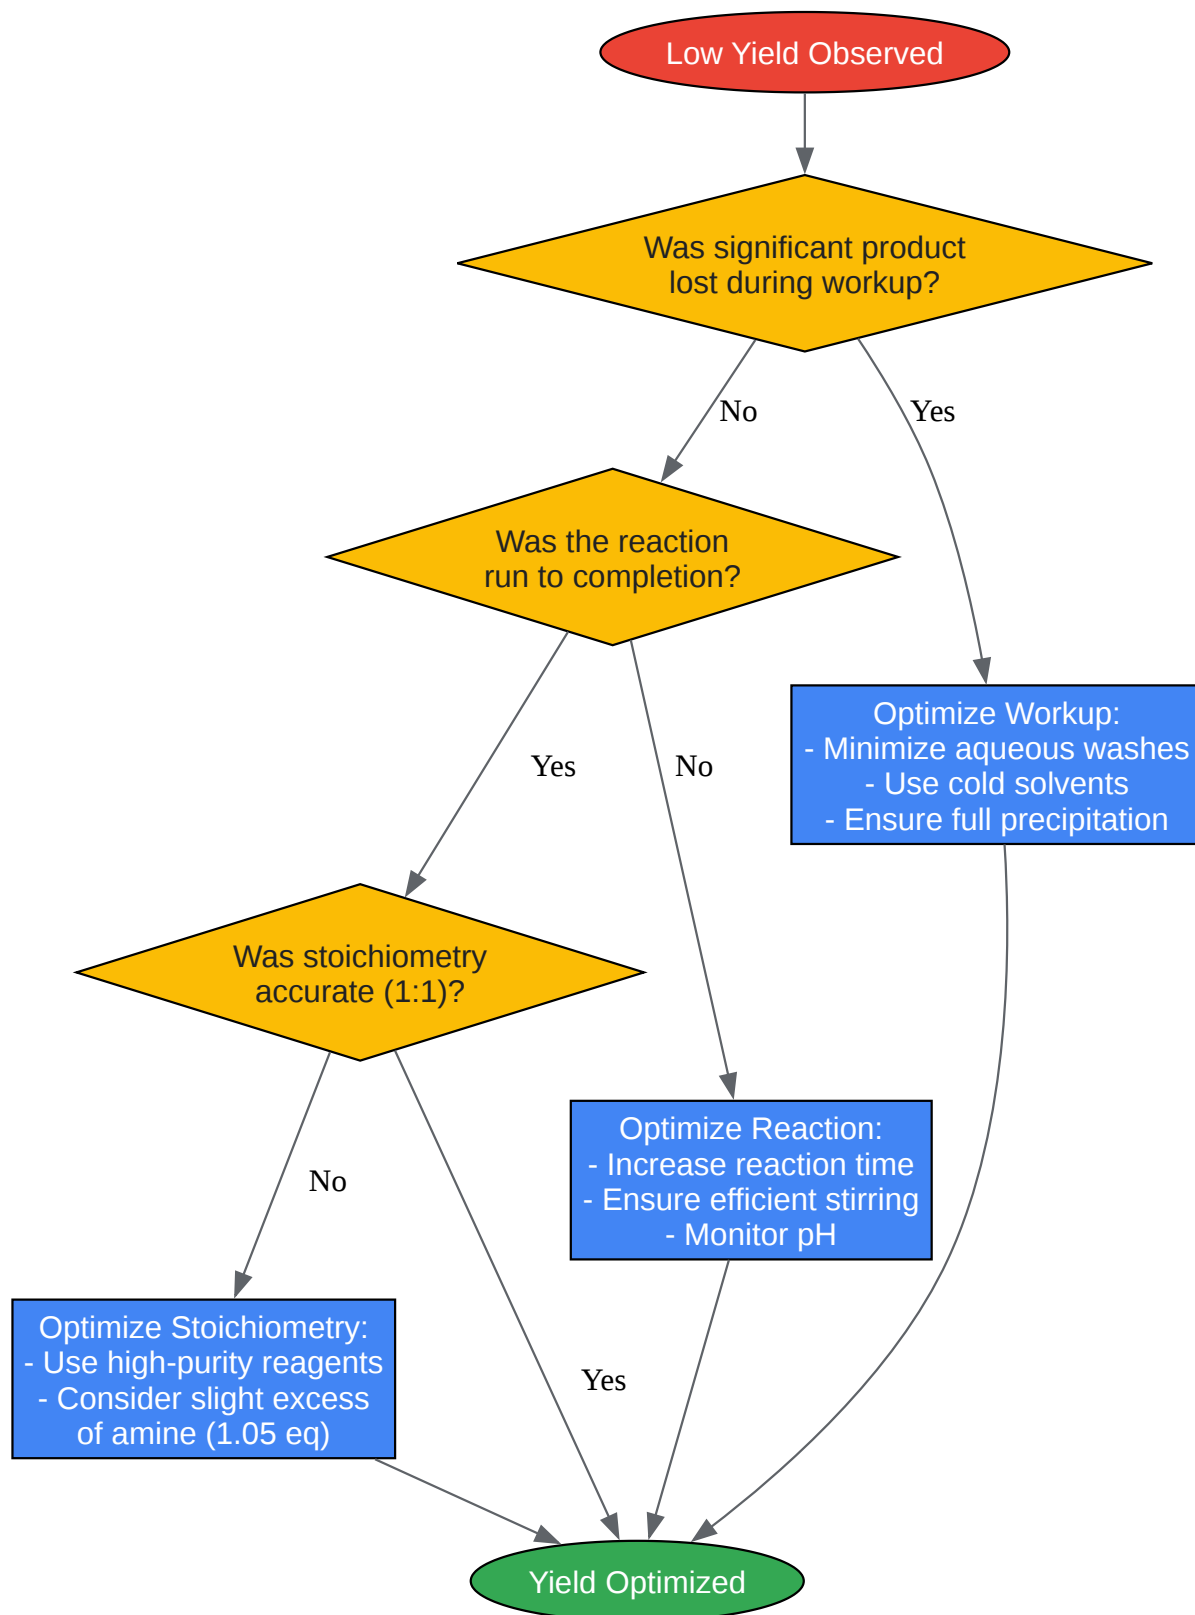 Low Yield Observed
Was significant product
lost during workup?
No
Yes
Was the reaction
run to completion?
Yes
No
Optimize Workup:
- Minimize aqueous washes
- Use cold solvents
- Ensure full precipitation
Was stoichiometry
accurate (1:1)?
No
Yes
Optimize Reaction:
- Increase reaction time
- Ensure efficient stirring
- Monitor pH
Optimize Stoichiometry:
- Use high-purity reagents
- Consider slight excess
of amine (1.05 eq)
Yield Optimized